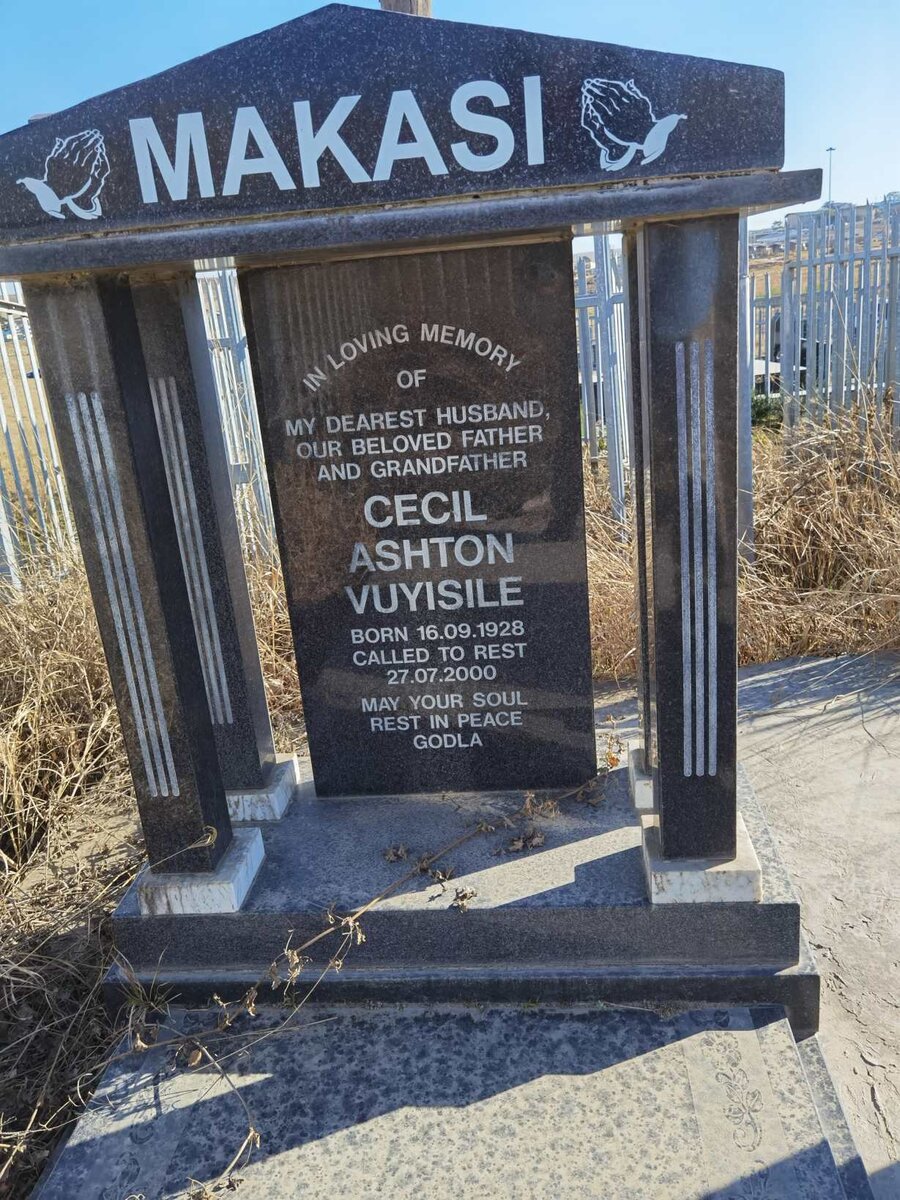 MAKASI
IN LOVING MEMORY
OF
MY DEAREST HUSBAND,
OUR BELOVED FATHER
AND GRANDFATHER
CECIL
ASHTON
VUYISILE
BORN 16.09.1928
CALLED TO REST
27.07.2000
MAY YOUR SOUL
REST IN PEACE
GODLA